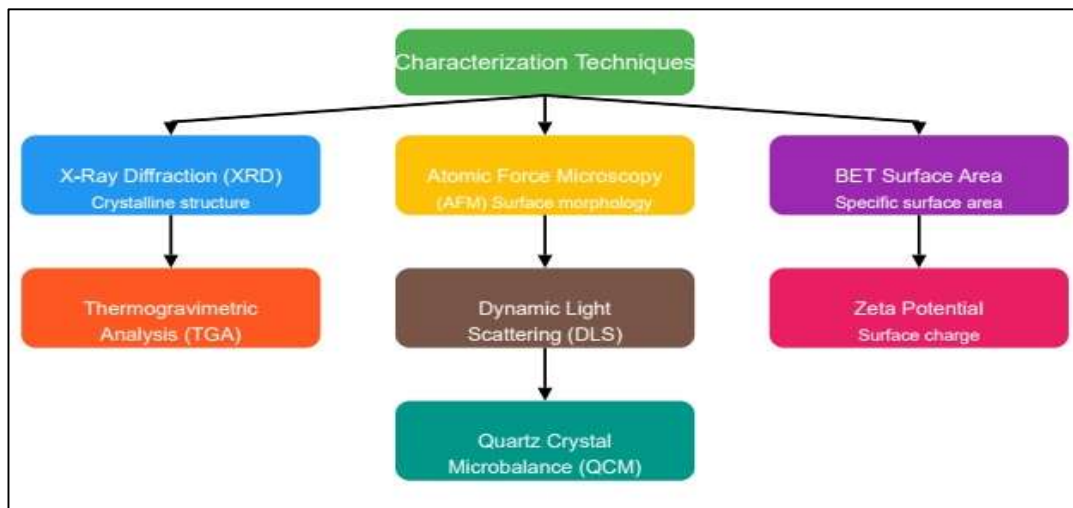 Characterization Techniques
X-Ray Diffraction (XRD)
Crystalline structure
Atomic Force Microscopy
(AFM) Surface morphology
BET Surface Area
Specific surface area
Thermogravimetric
Analysis (TGA)
Dynamic Light
Scattering (DLS)
Zeta Potential
Surface charge
Quartz Crystal
Microbalance (QCM)